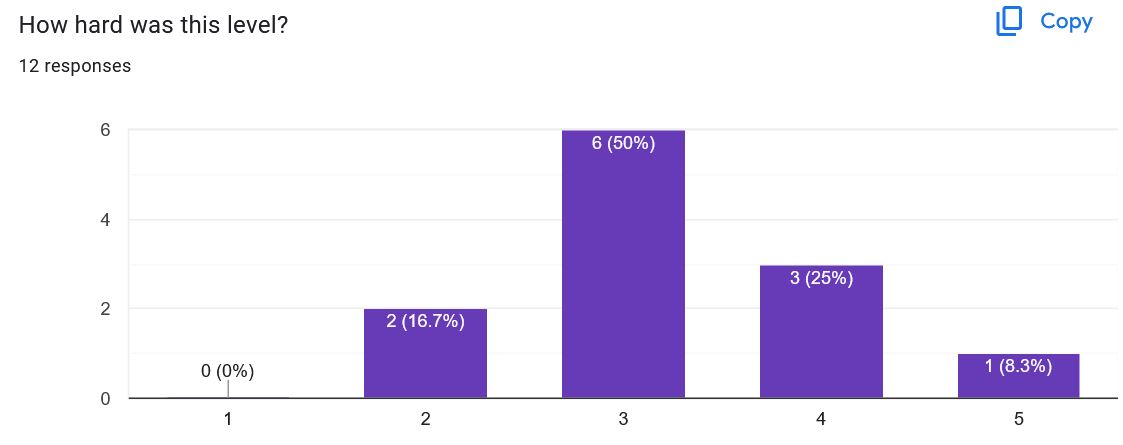 How hard was this level?
Copy
12 responses
6
6 (50%)
4
3 (25%)
2
2 (16.7%)
1 (8.3%)
0 (0%)
0
1 2 3 4 5